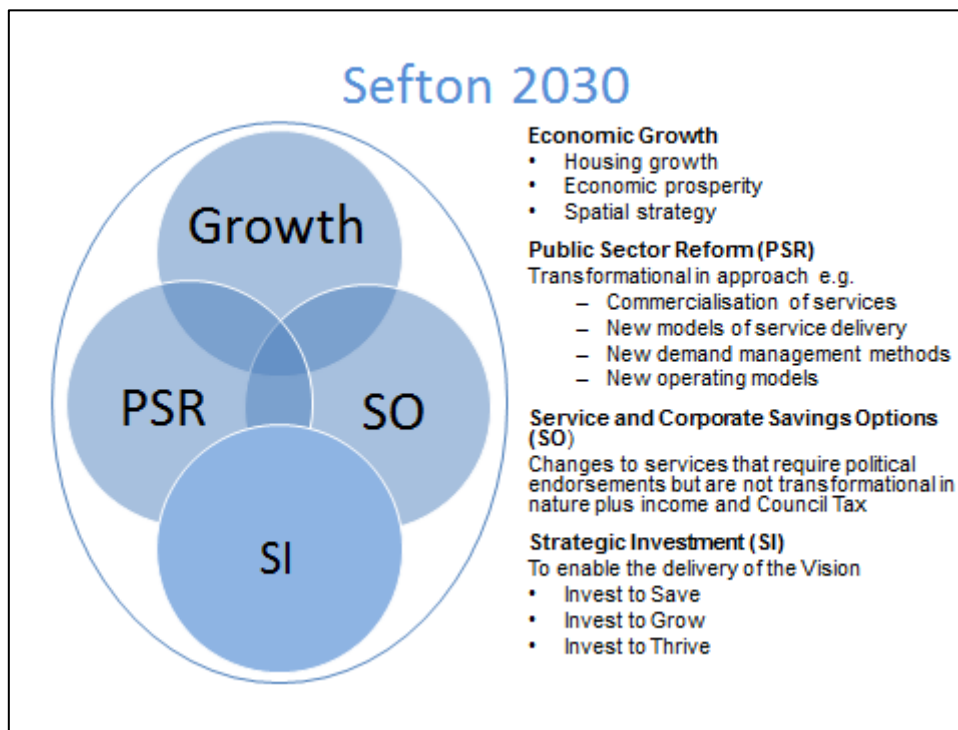 Sefton 2030
Growth
PSR
SO
SI
Economic Growth
• Housing growth
• Economic prosperity
• Spatial strategy
Public Sector Reform (PSR)
Transformational in approach e.g.
– Commercialisation of services
– New models of service delivery
– New demand management methods
– New operating models
Service and Corporate Savings Options
(SO)
Changes to services that require political
endorsements but are not transformational in
nature plus income and Council Tax
Strategic Investment (SI)
To enable the delivery of the Vision
• Invest to Save
• Invest to Grow
• Invest to Thrive